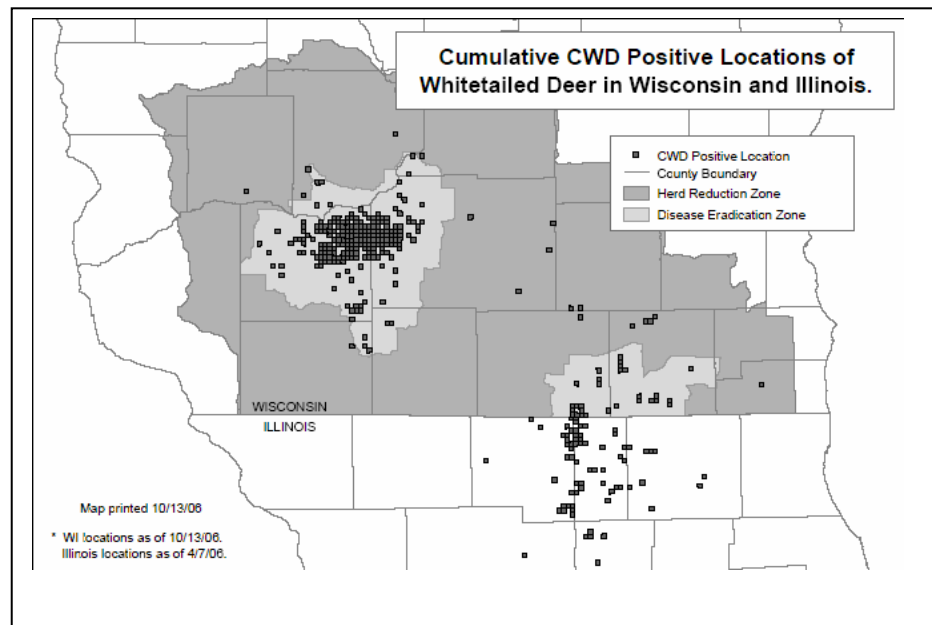 Cumulative CWD Positive Locations of
Whitetailed Deer in Wisconsin and Illinois.
CWD Positive Location
County Boundary
Herd Reduction Zone
Disease Eradication Zone
WISCONSIN
ILLINOIS
Map printed 10/13/06
* WI locations as of 10/13/06.
Illinois locations as of 4/7/06.